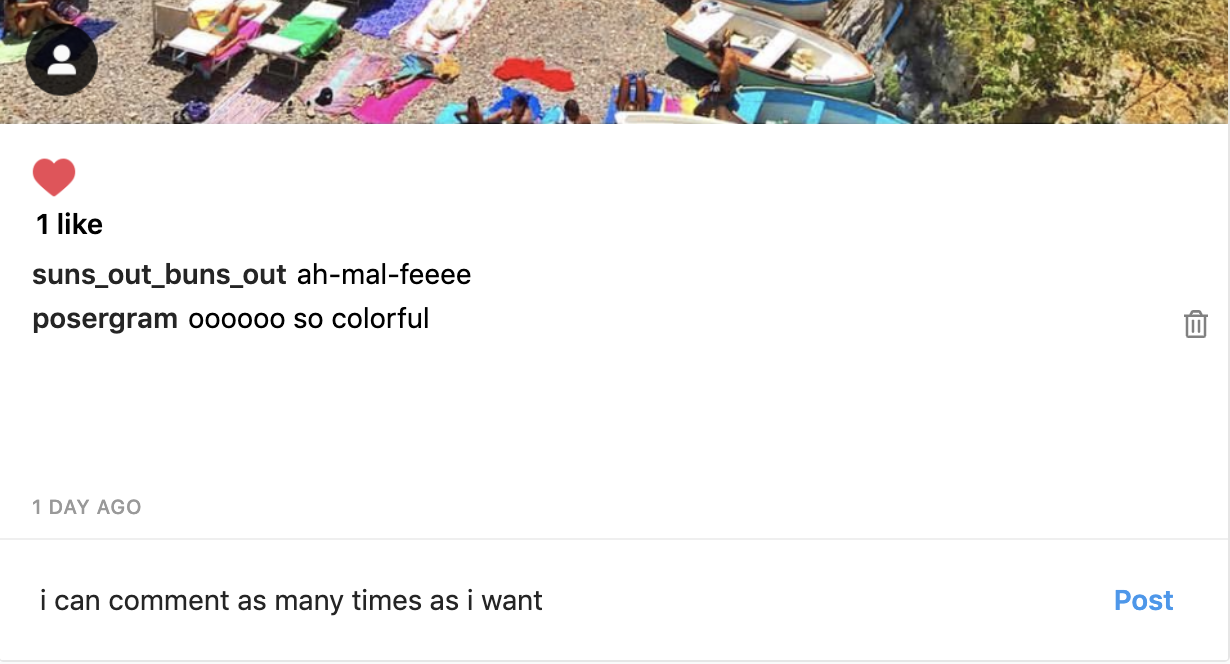 1 like
suns_out_buns_out ah-mal-feeee
posergram oooooo so colorful
1 DAY AGO
i can comment as many times as i want Post